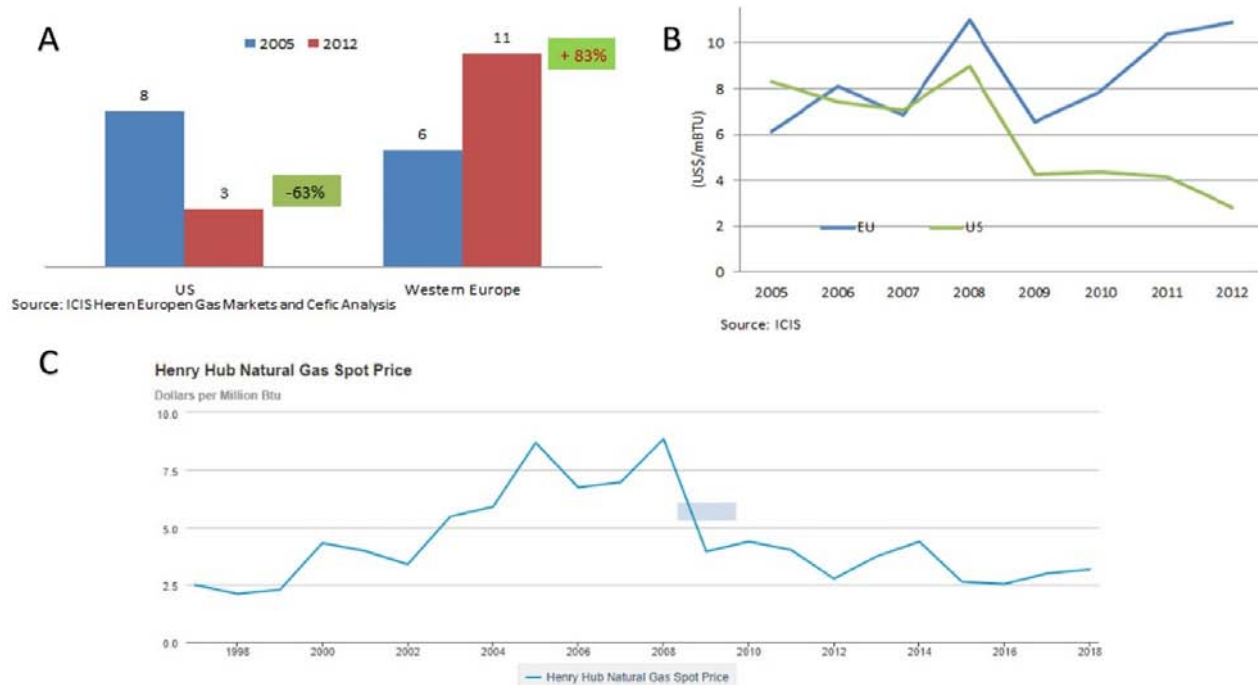 A
2005 2012
8
3
-63%
6
11
+ 83%
US
Western Europe
Source: ICIS Heren Europen Gas Markets and Cefic Analysis
B
(US$/mBTU)
10
8
6
4
2
0
EU US
2005 2006 2007 2008 2009 2010 2011 2012
Source: ICIS
C
Henry Hub Natural Gas Spot Price
Dollars per Million Btu
10.0
7.5
5.0
2.5
0.0
1998 2000 2002 2004 2006 2008 2010 2012 2014 2016 2018
Henry Hub Natural Gas Spot Price